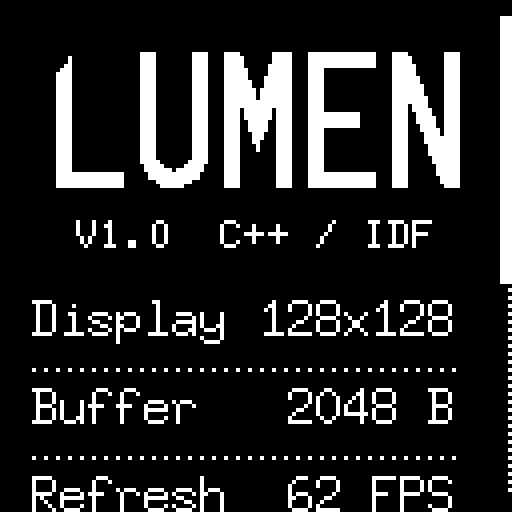 LUMEN
V1.0 C++ / IDF
Display 128x128
Buffer 2048 B
Refresh 62 FPS